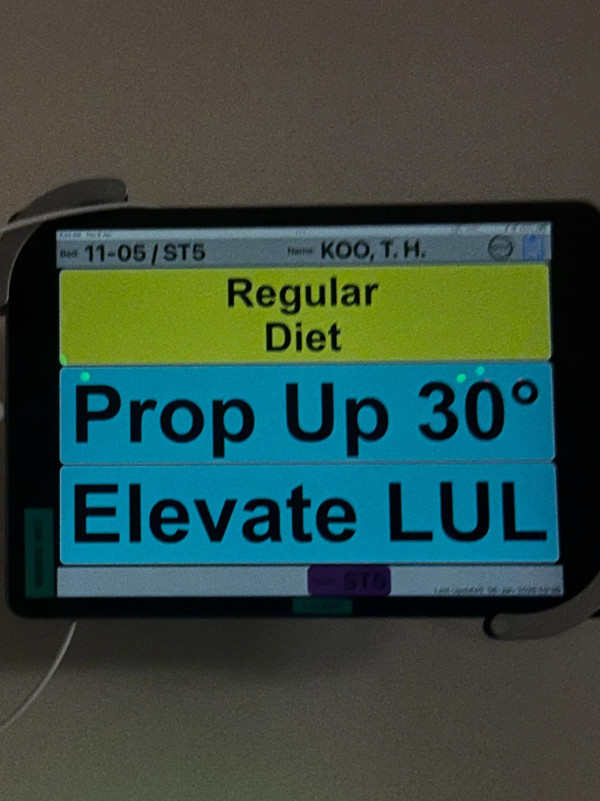 Bed: 11-05 / ST5 Name: KOO, T. H.
Regular
Diet
Prop Up 30°
Elevate LUL
ST5